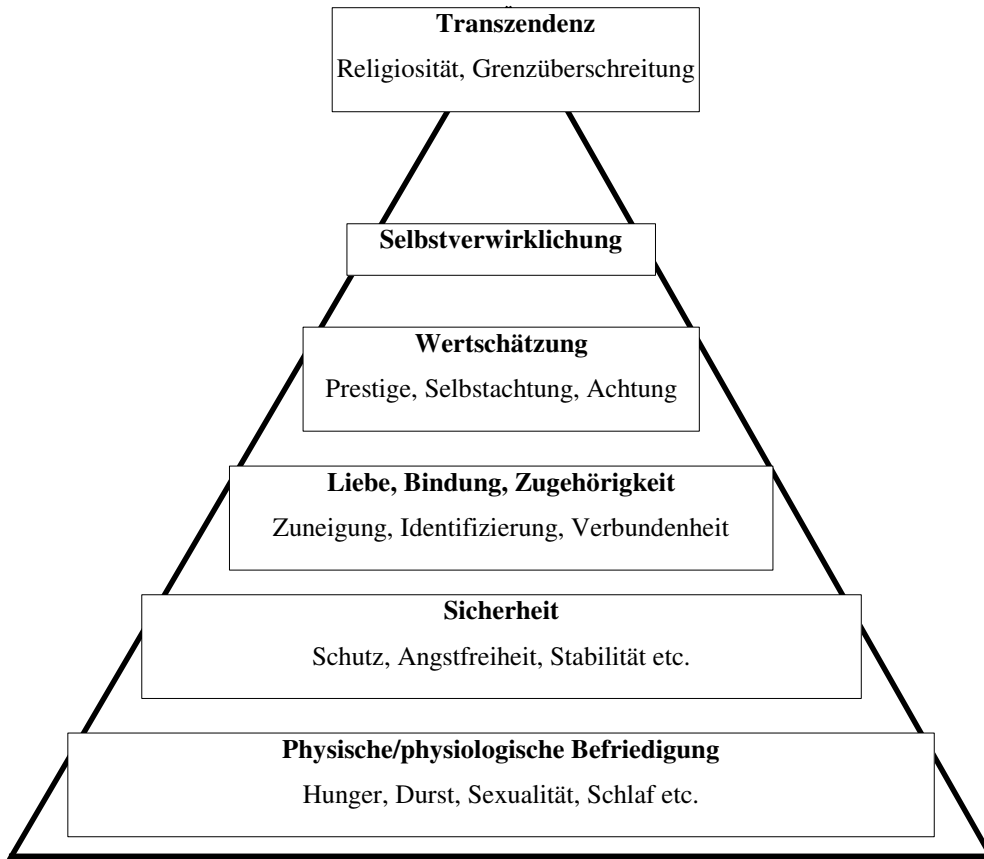 Transzendenz
Religiosität, Grenzüberschreitung
Selbstverwirklichung
Wertschätzung
Prestige, Selbstachtung, Achtung
Liebe, Bindung, Zugehörigkeit
Zuneigung, Identifizierung, Verbundenheit
Sicherheit
Schutz, Angstfreiheit, Stabilität etc.
Physische/physiologische Befriedigung
Hunger, Durst, Sexualität, Schlaf etc.